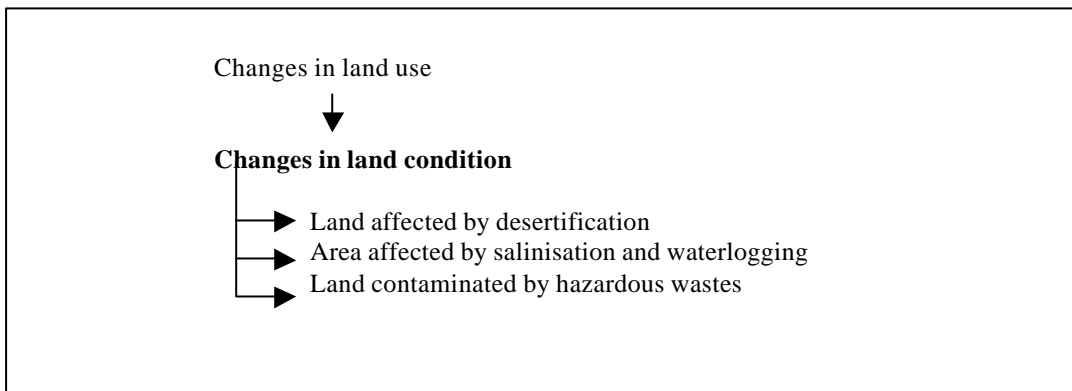 Changes in land use
Changes in land condition
Land affected by desertification
Area affected by salinisation and waterlogging
Land contaminated by hazardous wastes